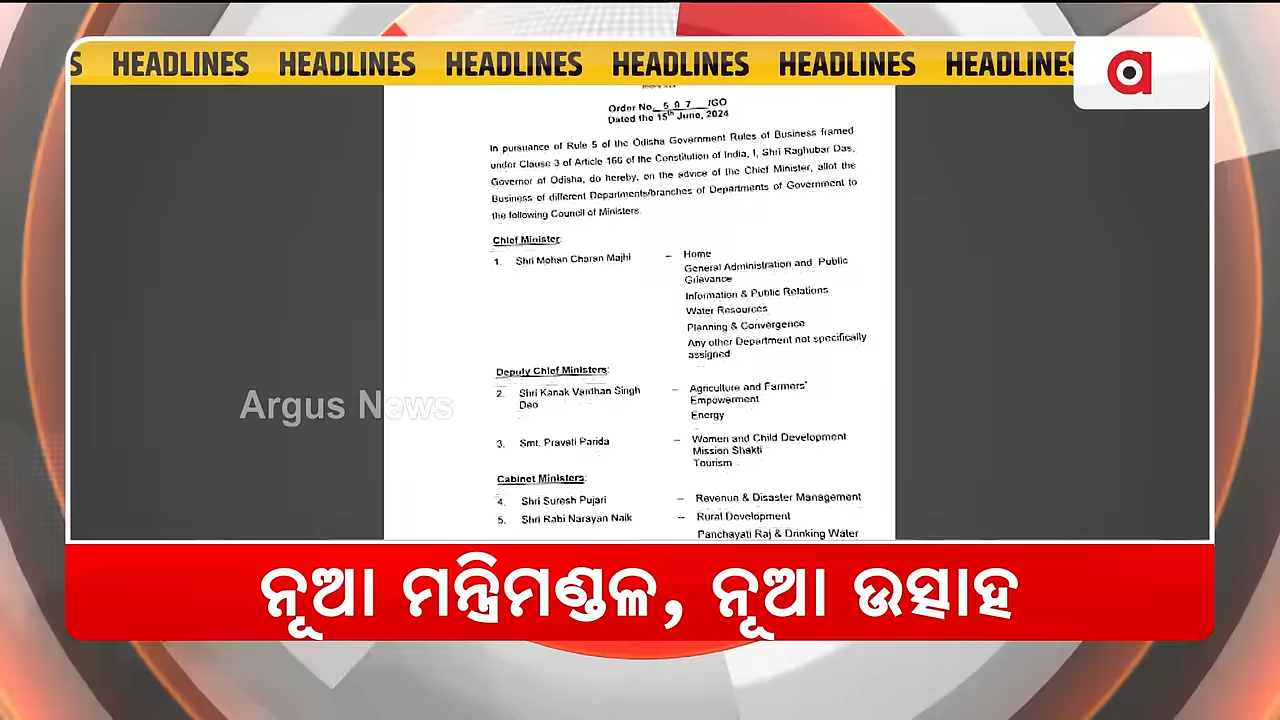 S HEADLINES HEADLINES HEADLINES HEADLINES HEADLINES HEADLINES
a
Order No. 597 /GO
Dated the 15th June, 2024
In pursuance of Rule 5 of the Odisha Government Rules of Business framed
under Clause 3 of Article 166 of the Constitution of India, I, Shri Raghubar Das,
Governor of Odisha, do hereby, on the advice of the Chief Minister, allot the
Business of different Departments/branches of Departments of Government to
the following Council of Ministers.
Chief Minister:
1. Shri Mohan Charan Majhi – Home
General Administration and Public
Grievance
Information & Public Relations
Water Resources
Planning & Convergence
Any other Department not specifically
assigned
Deputy Chief Ministers:
2. Shri Kanak Vardhan Singh – Agriculture and Farmers'
Deo Empowerment
Energy
3. Smt. Pravati Parida – Women and Child Development
Mission Shakti
Tourism
Cabinet Ministers:
4. Shri Suresh Pujari – Revenue & Disaster Management
5. Shri Rabi Narayan Naik – Rural Development
Panchayati Raj & Drinking Water
Argus News
ନୂଆ ମନ୍ତ୍ରିମଣ୍ଡଳ, ନୂଆ ଉତ୍ସାହ